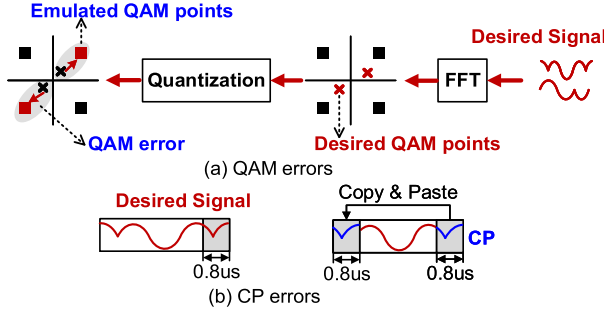 Emulated QAM points
Desired Signal
Quantization
FFT
QAM error
Desired QAM points
(a) QAM errors
Desired Signal
Copy & Paste
CP
0.8us
0.8us
0.8us
(b) CP errors